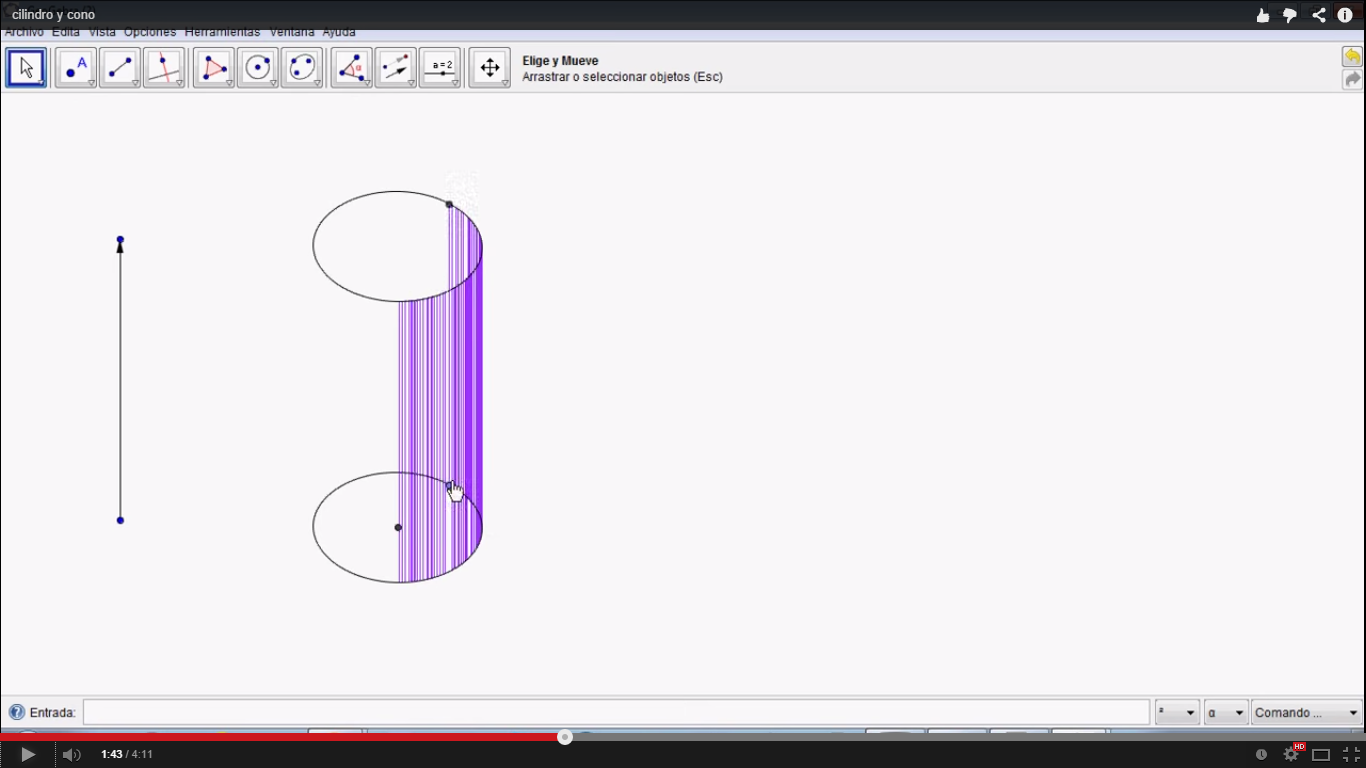 cilindro y cono
Archivo Edita Vista Opciones Herramientas Ventana Ayuda
A
α
a=2
Elige y Mueve
Arrastrar o seleccionar objetos (Esc)
Entrada:
² α Comando ...
1:43 / 4:11
HD